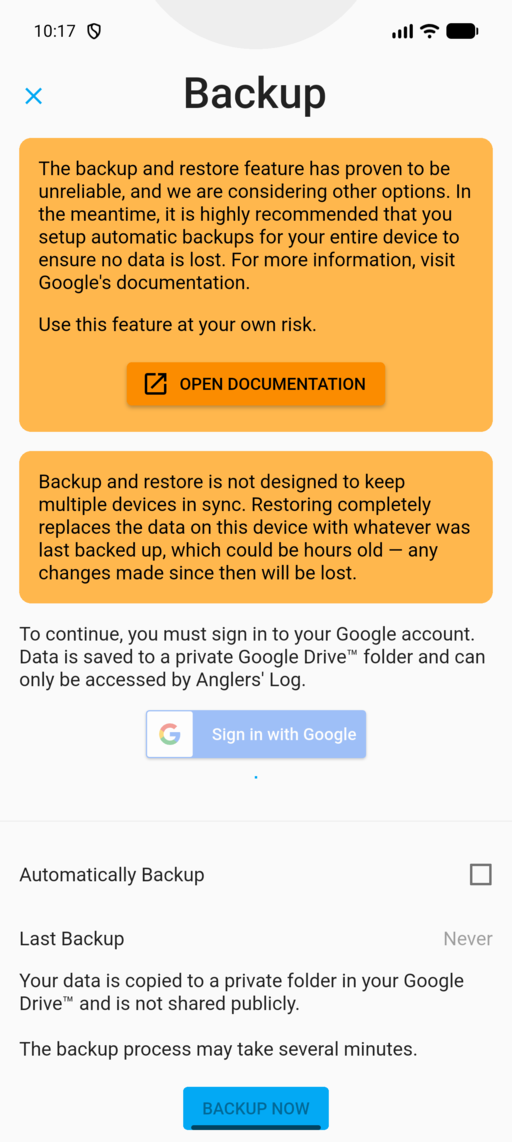 10:17
Backup
The backup and restore feature has proven to be
unreliable, and we are considering other options. In
the meantime, it is highly recommended that you
setup automatic backups for your entire device to
ensure no data is lost. For more information, visit
Google's documentation.
Use this feature at your own risk.
OPEN DOCUMENTATION
Backup and restore is not designed to keep
multiple devices in sync. Restoring completely
replaces the data on this device with whatever was
last backed up, which could be hours old — any
changes made since then will be lost.
To continue, you must sign in to your Google account.
Data is saved to a private Google Drive™ folder and can
only be accessed by Anglers' Log.
Sign in with Google
Automatically Backup
Last Backup Never
Your data is copied to a private folder in your Google
Drive™ and is not shared publicly.
The backup process may take several minutes.
BACKUP NOW